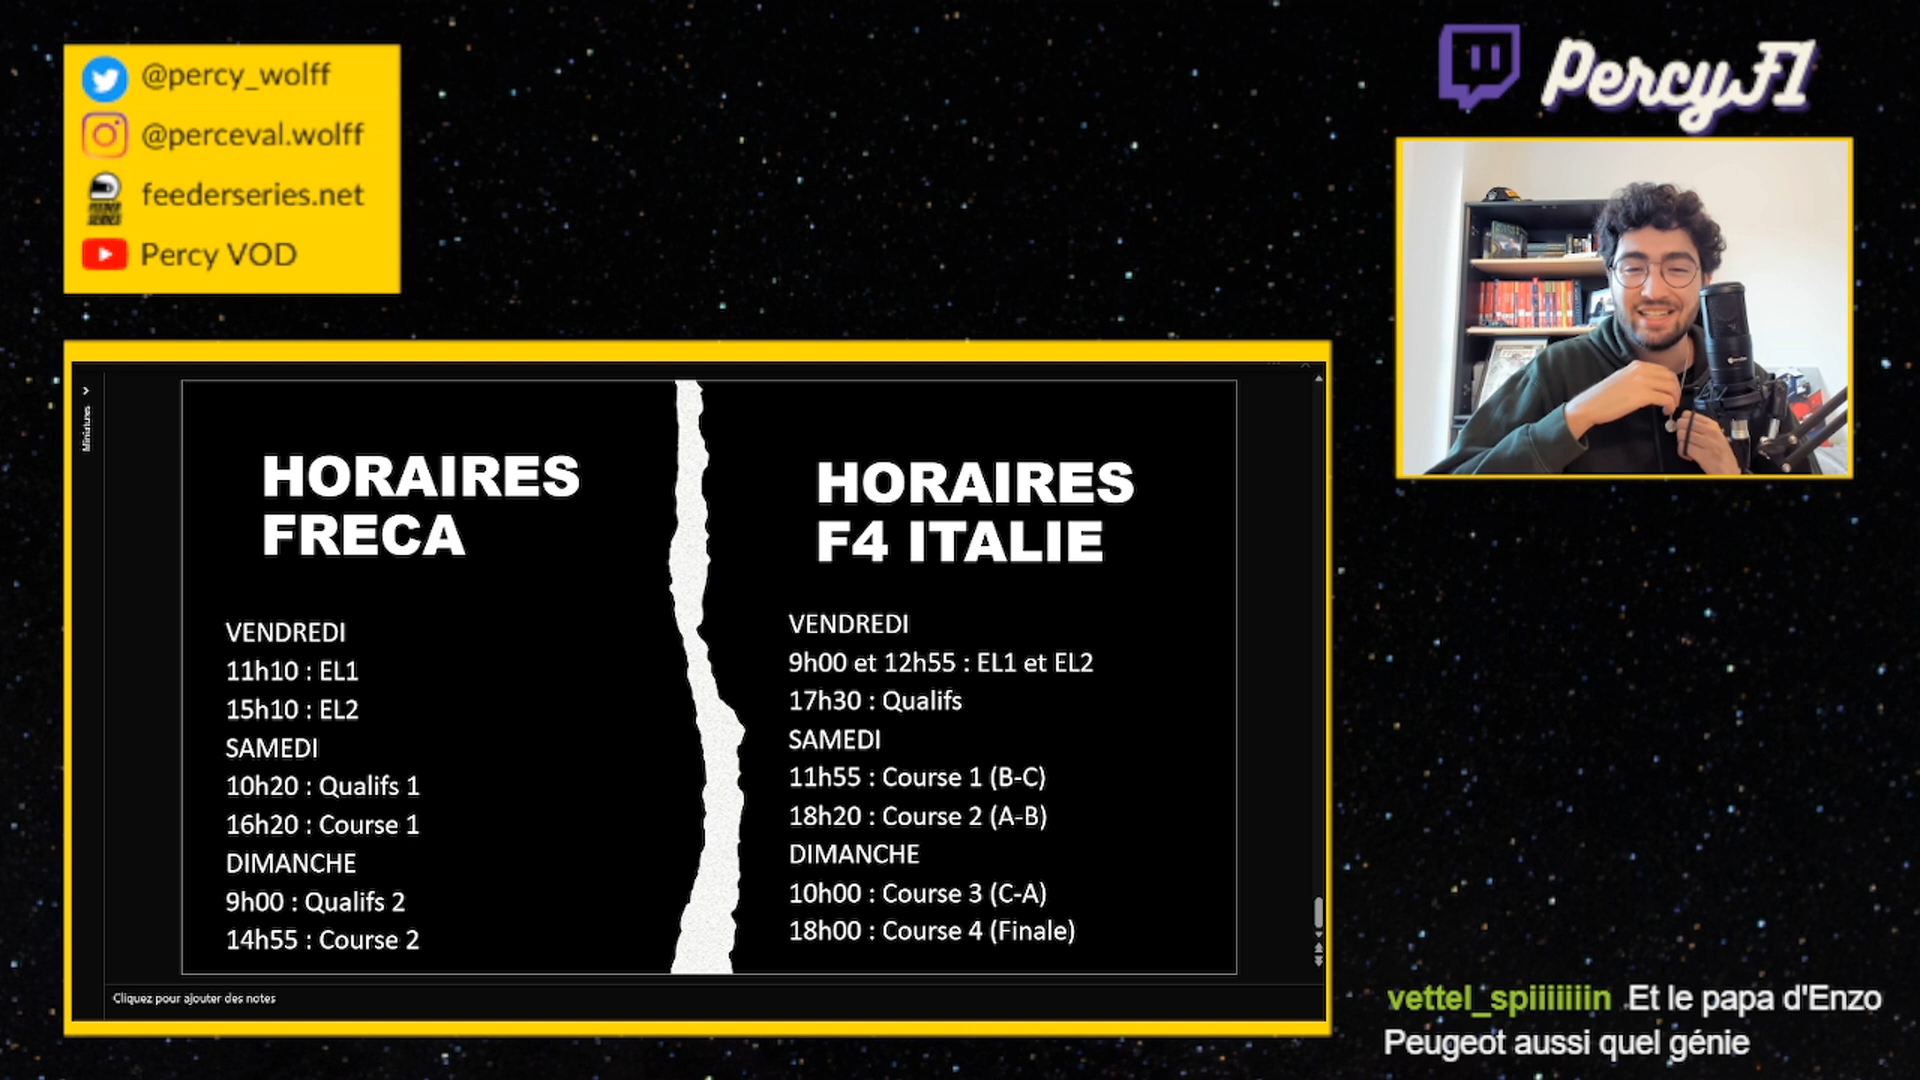 @percy_wolff
@perceval.wolff
feederseries.net
Percy VOD
PercyF1
Miniatures
HORAIRES
FRECA
VENDREDI
11h10 : EL1
15h10 : EL2
SAMEDI
10h20 : Qualifs 1
16h20 : Course 1
DIMANCHE
9h00 : Qualifs 2
14h55 : Course 2
HORAIRES
F4 ITALIE
VENDREDI
9h00 et 12h55 : EL1 et EL2
17h30 : Qualifs
SAMEDI
11h55 : Course 1 (B-C)
18h20 : Course 2 (A-B)
DIMANCHE
10h00 : Course 3 (C-A)
18h00 : Course 4 (Finale)
Cliquez pour ajouter des notes
vettel_spiiiiiiin Et le papa d'Enzo
Peugeot aussi quel génie